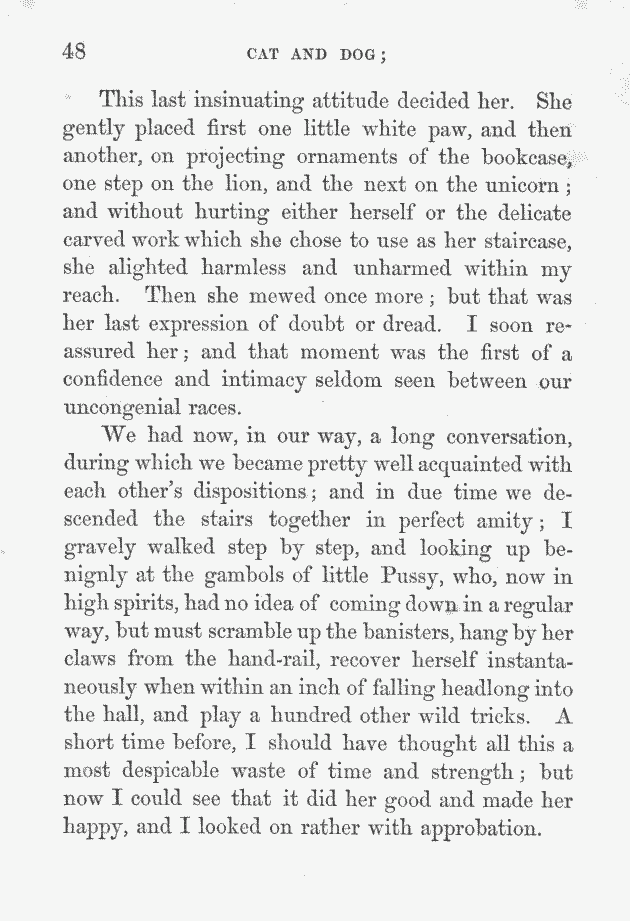 48 CAT AND DOG;
This last insinuating attitude decided her. She
gently placed first one little white paw, and then
another, on projecting ornaments of the bookcase,
one step on the lion, and the next on the unicorn;
and without hurting either herself or the delicate
carved work which she chose to use as her staircase,
she alighted harmless and unharmed within my
reach. Then she mewed once more; but that was
her last expression of doubt or dread. I soon re-
assured her; and that moment was the first of a
confidence and intimacy seldom seen between our
uncongenial races.
We had now, in our way, a long conversation,
during which we became pretty well acquainted with
each other's dispositions; and in due time we de-
scended the stairs together in perfect amity; I
gravely walked step by step, and looking up be-
nignly at the gambols of little Pussy, who, now in
high spirits, had no idea of coming down in a regular
way, but must scramble up the banisters, hang by her
claws from the hand-rail, recover herself instanta-
neously when within an inch of falling headlong into
the hall, and play a hundred other wild tricks. A
short time before, I should have thought all this a
most despicable waste of time and strength; but
now I could see that it did her good and made her
happy, and I looked on rather with approbation.